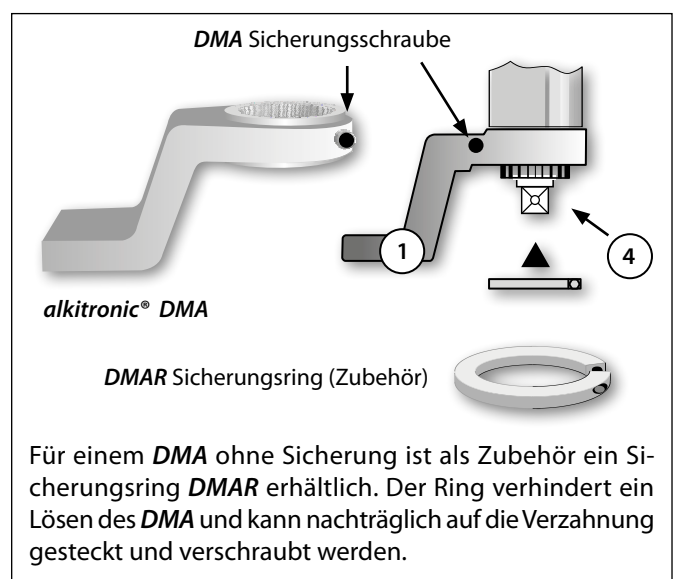 DMA Sicherungsschraube
1
4
alkitronic® DMA
DMAR Sicherungsring (Zubehör)
Für einem DMA ohne Sicherung ist als Zubehör ein Si-
cherungsring DMAR erhältlich. Der Ring verhindert ein
Lösen des DMA und kann nachträglich auf die Verzahnung
gesteckt und verschraubt werden.